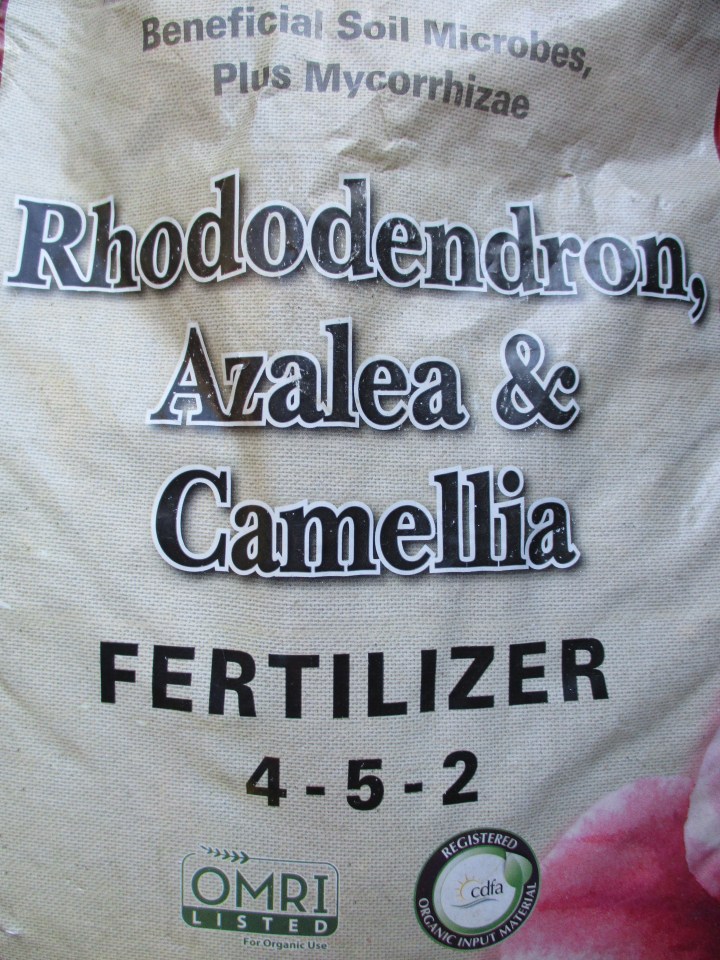 Beneficial Soil Microbes,
Plus Mycorrhizae
Rhododendron,
Azalea &
Camellia
FERTILIZER
4-5-2
OMRI
LISTED
For Organic Use
REGISTERED
cdfa
ORGANIC INPUT MATERIAL